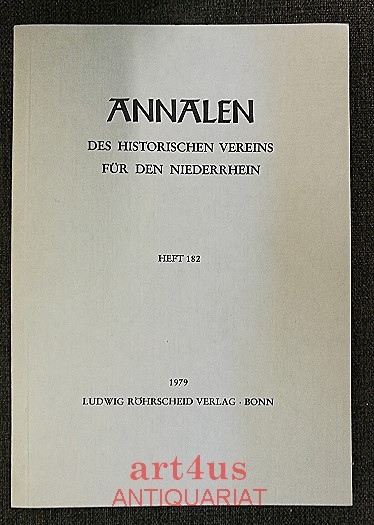 ANNALEN
DES HISTORISCHEN VEREINS
FÜR DEN NIEDERRHEIN
HEFT 182
1979
LUDWIG RÖHRSCHEID VERLAG · BONN
art4us
ANTIQUARIAT